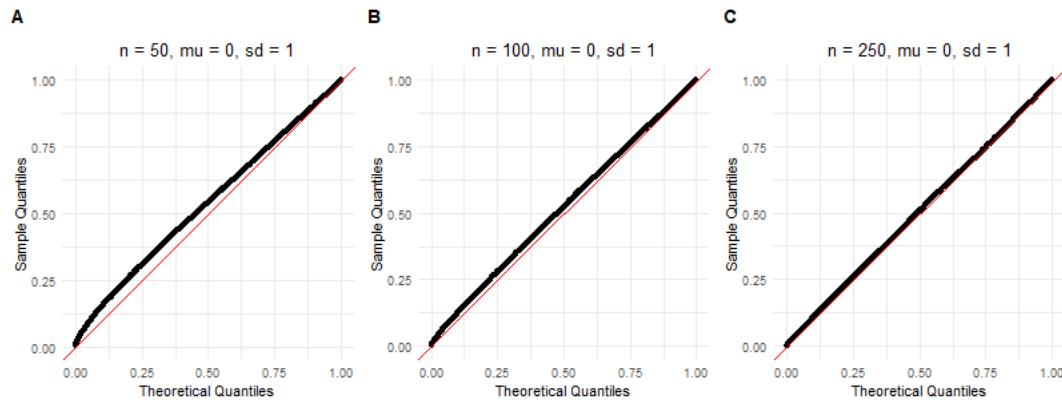 A
n = 50, mu = 0, sd = 1
Sample Quantiles
1.00
0.75
0.50
0.25
0.00
0.00 0.25 0.50 0.75 1.00
Theoretical Quantiles
B
n = 100, mu = 0, sd = 1
Sample Quantiles
1.00
0.75
0.50
0.25
0.00
0.00 0.25 0.50 0.75 1.00
Theoretical Quantiles
C
n = 250, mu = 0, sd = 1
Sample Quantiles
1.00
0.75
0.50
0.25
0.00
0.00 0.25 0.50 0.75 1.00
Theoretical Quantiles